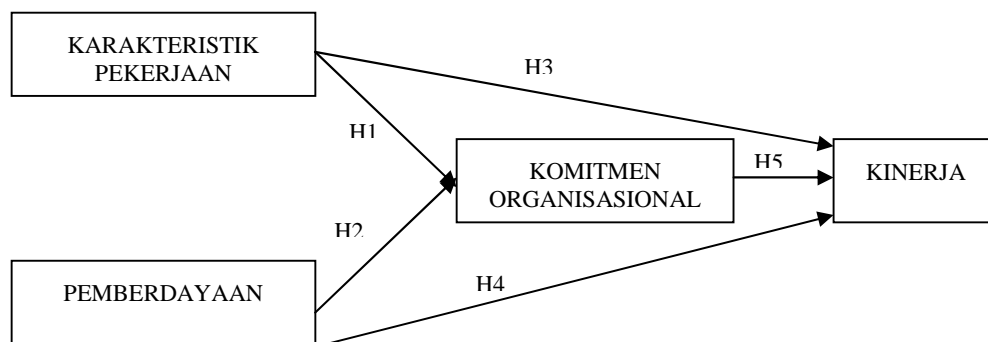 KARAKTERISTIK
PEKERJAAN
H3
H1
KOMITMEN
ORGANISASIONAL
H5
KINERJA
H2
PEMBERDAYAAN
H4